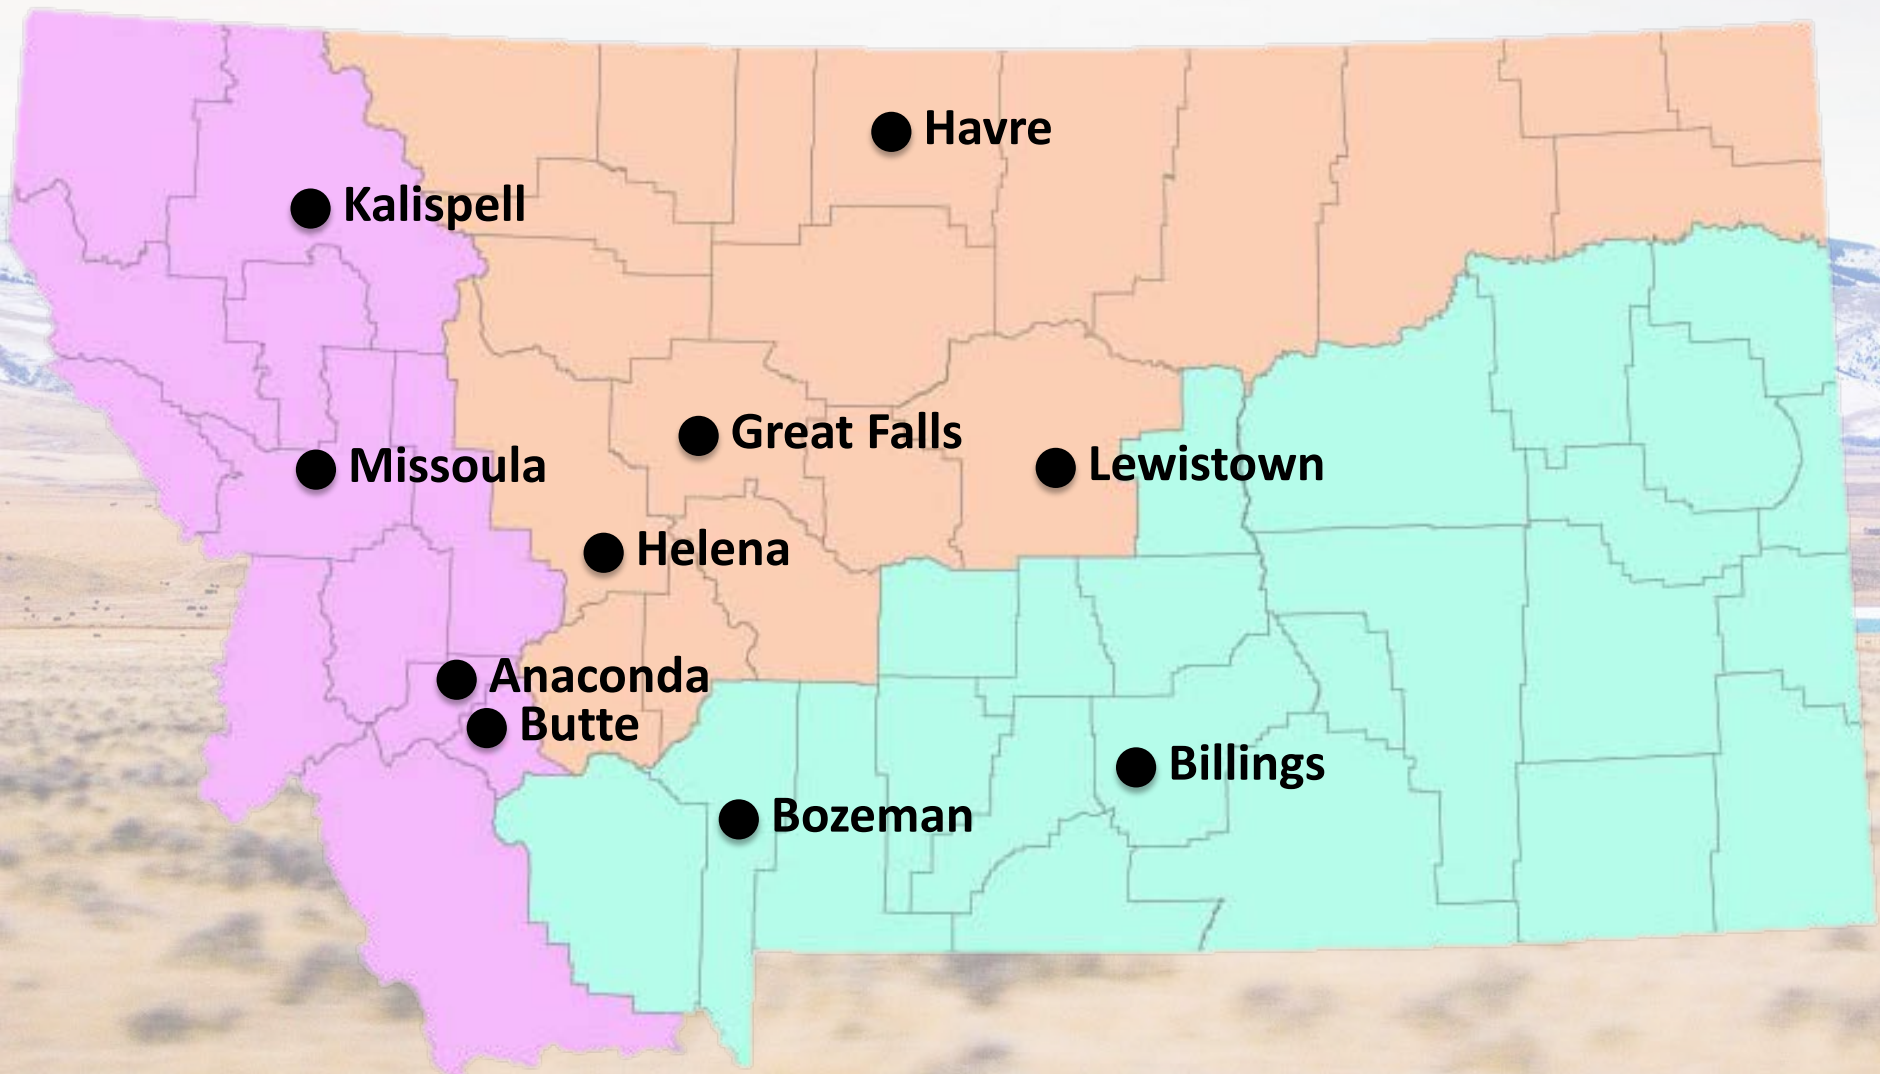 Havre
Kalispell
Great Falls
Lewistown
Missoula
Helena
Anaconda
Butte
Billings
Bozeman